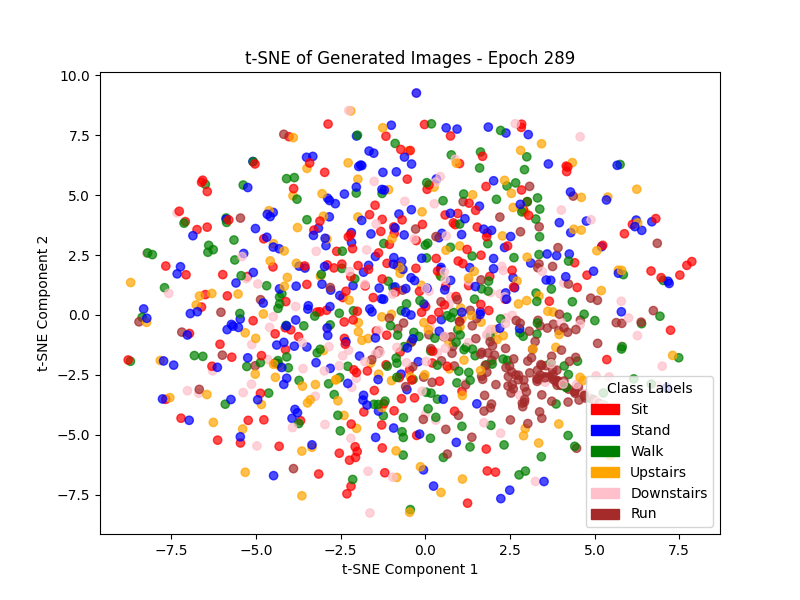 t-SNE of Generated Images - Epoch 289
10.0
7.5
5.0
2.5
0.0
−2.5
−5.0
−7.5
t-SNE Component 2
−7.5 −5.0 −2.5 0.0 2.5 5.0 7.5
t-SNE Component 1
Class Labels
Sit
Stand
Walk
Upstairs
Downstairs
Run